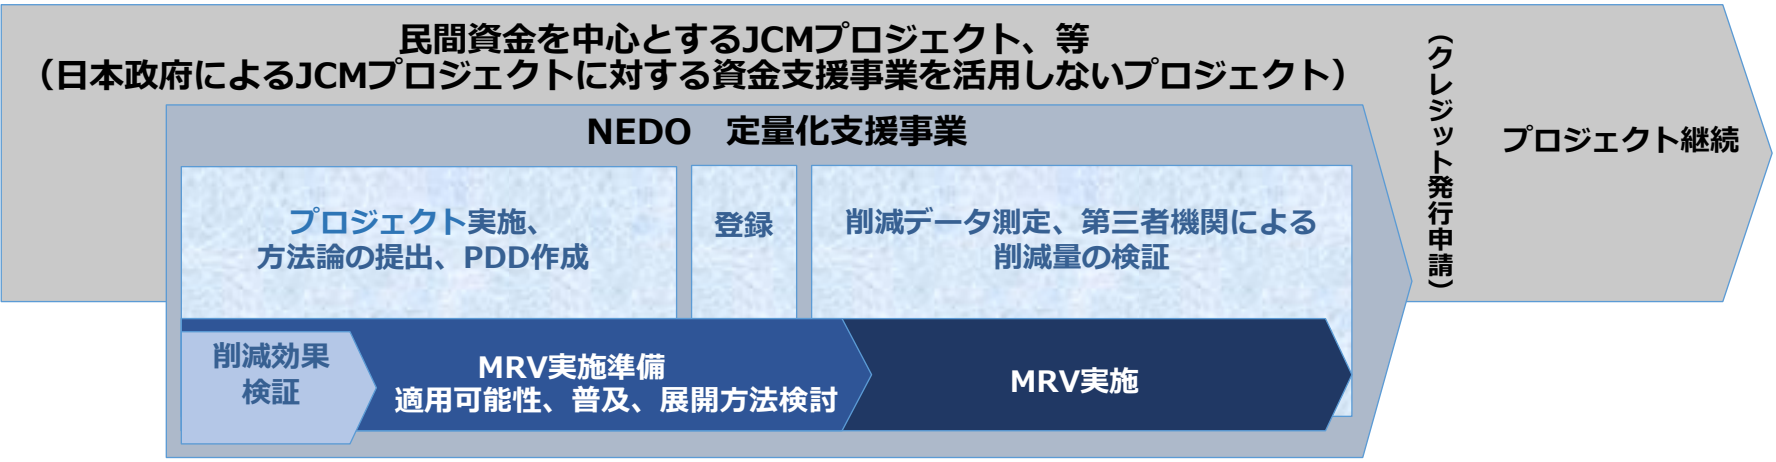 民間資金を中心とするJCMプロジェクト、等
（日本政府によるJCMプロジェクトに対する資金支援事業を活用しないプロジェクト）
（クレジット発行申請）
プロジェクト継続
NEDO　定量化支援事業
プロジェクト実施、
方法論の提出、PDD作成
登録
削減データ測定、第三者機関による
削減量の検証
削減効果
検証
MRV実施準備
適用可能性、普及、展開方法検討
MRV実施